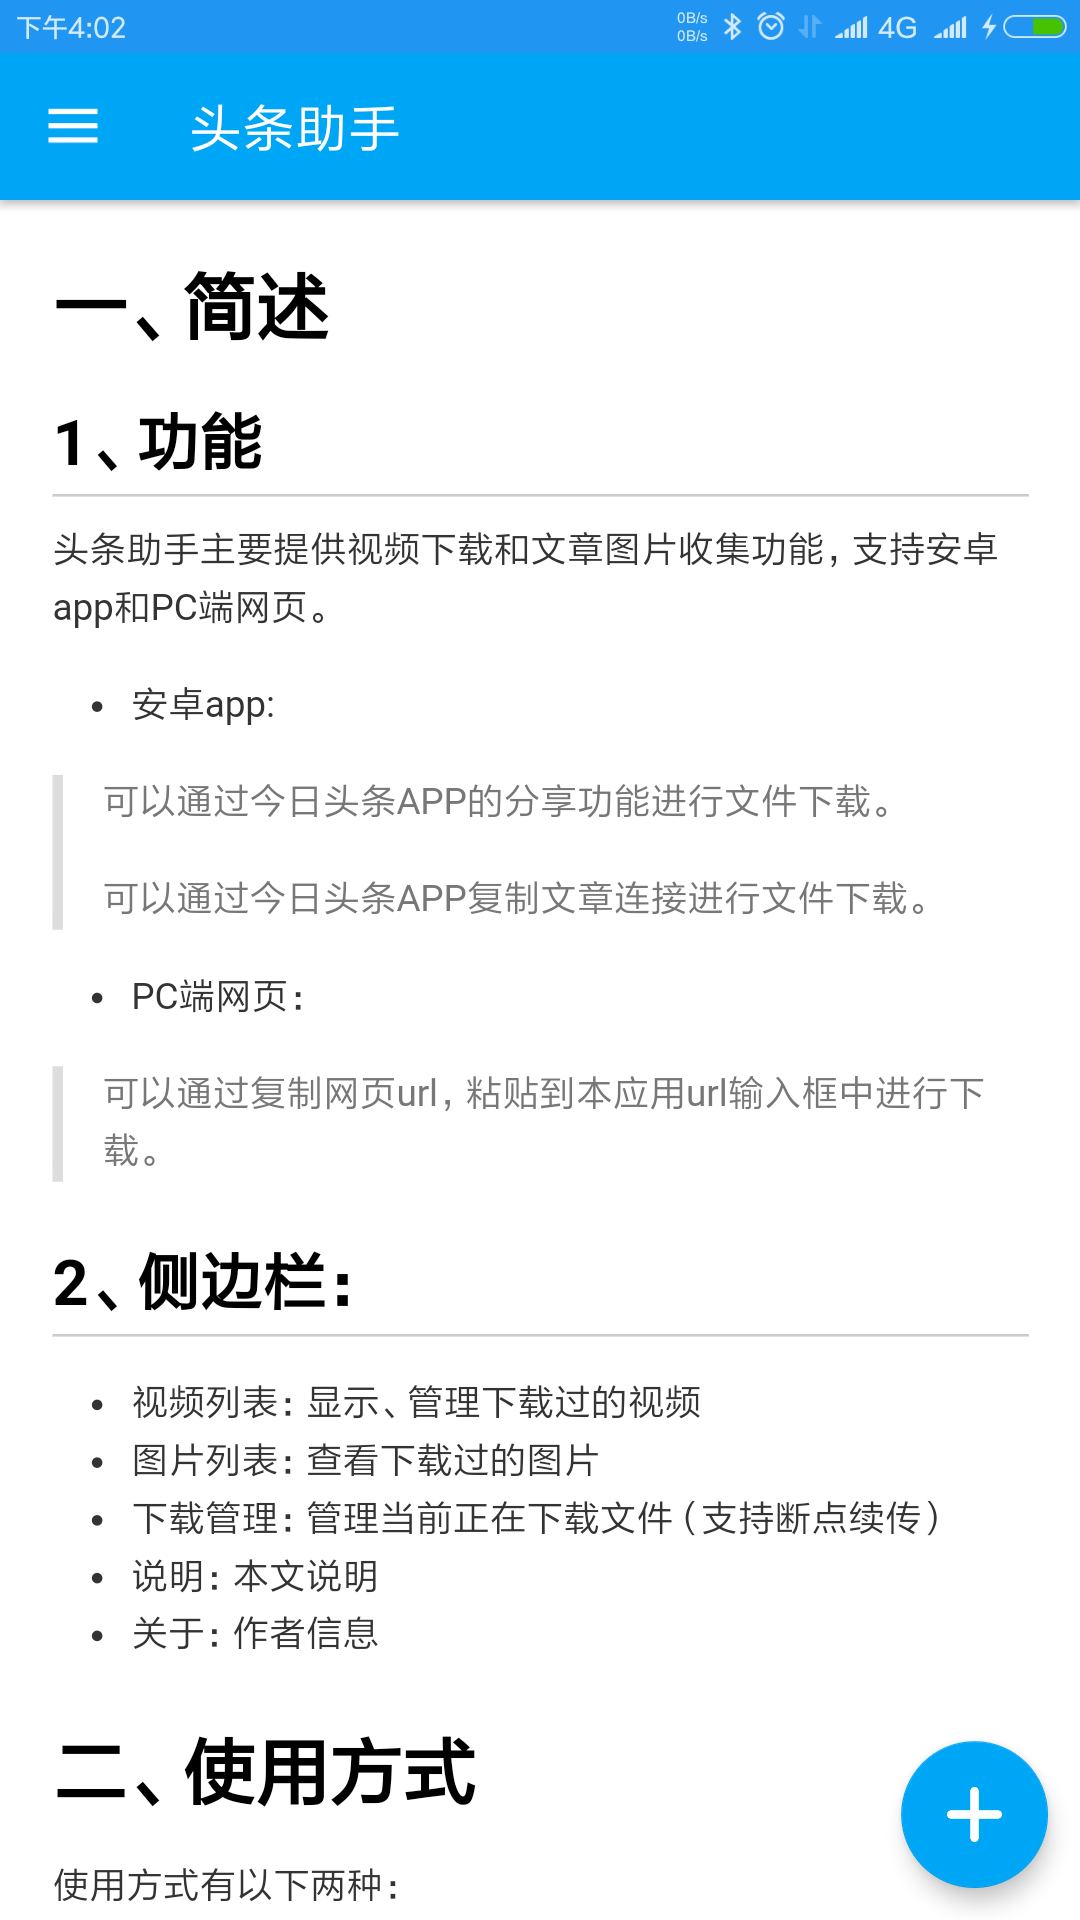 下午4:02
0B/s
0B/s
4G
头条助手
一、简述
1、功能
头条助手主要提供视频下载和文章图片收集功能，支持安卓
app和PC端网页。
• 安卓app:
可以通过今日头条APP的分享功能进行文件下载。
可以通过今日头条APP复制文章连接进行文件下载。
• PC端网页：
可以通过复制网页url，粘贴到本应用url输入框中进行下
载。
2、侧边栏：
• 视频列表：显示、管理下载过的视频
• 图片列表：查看下载过的图片
• 下载管理：管理当前正在下载文件（支持断点续传）
• 说明：本文说明
• 关于：作者信息
二、使用方式
使用方式有以下两种：